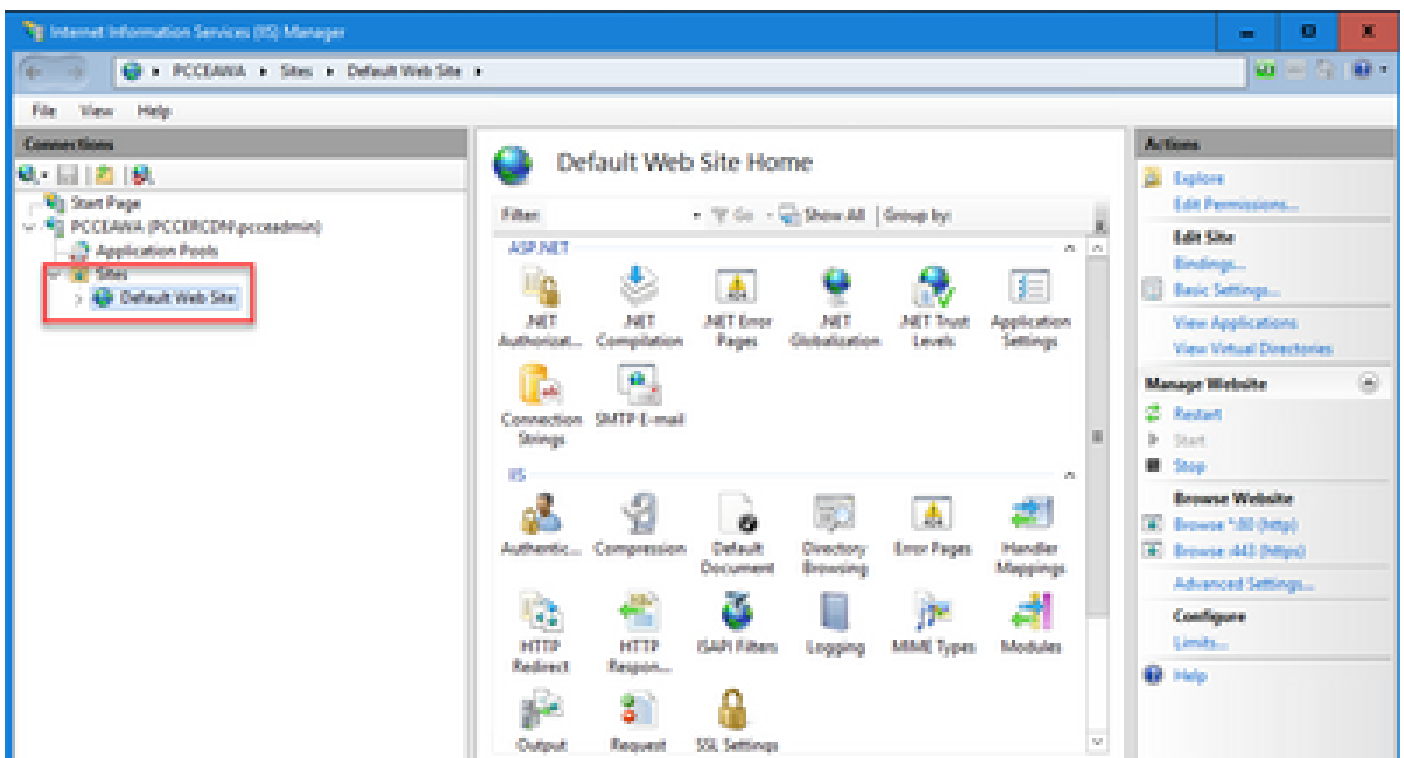 Internet Information Services (IIS) Manager
PCCEAWA Sites Default Web Site
File View Help
Connections
Start Page
PCCEAWA (PCCERCDN\pcceadmin)
Application Pools
Sites
Default Web Site
Default Web Site Home
Filter: Go Show All Group by:
ASP.NET
.NET Authorizat...
.NET Compilation
.NET Error Pages
.NET Globalization
.NET Trust Levels
Application Settings
Connection Strings
SMTP E-mail
IIS
Authentic...
Compression
Default Document
Directory Browsing
Error Pages
Handler Mappings
HTTP Redirect
HTTP Respon...
ISAPI Filters
Logging
MIME Types
Modules
Output
Request
SSL Settings
Actions
Explore
Edit Permissions...
Edit Site
Bindings...
Basic Settings...
View Applications
View Virtual Directories
Manage Website
Restart
Start
Stop
Browse Website
Browse *:80 (http)
Browse :443 (https)
Advanced Settings...
Configure
Limits...
Help